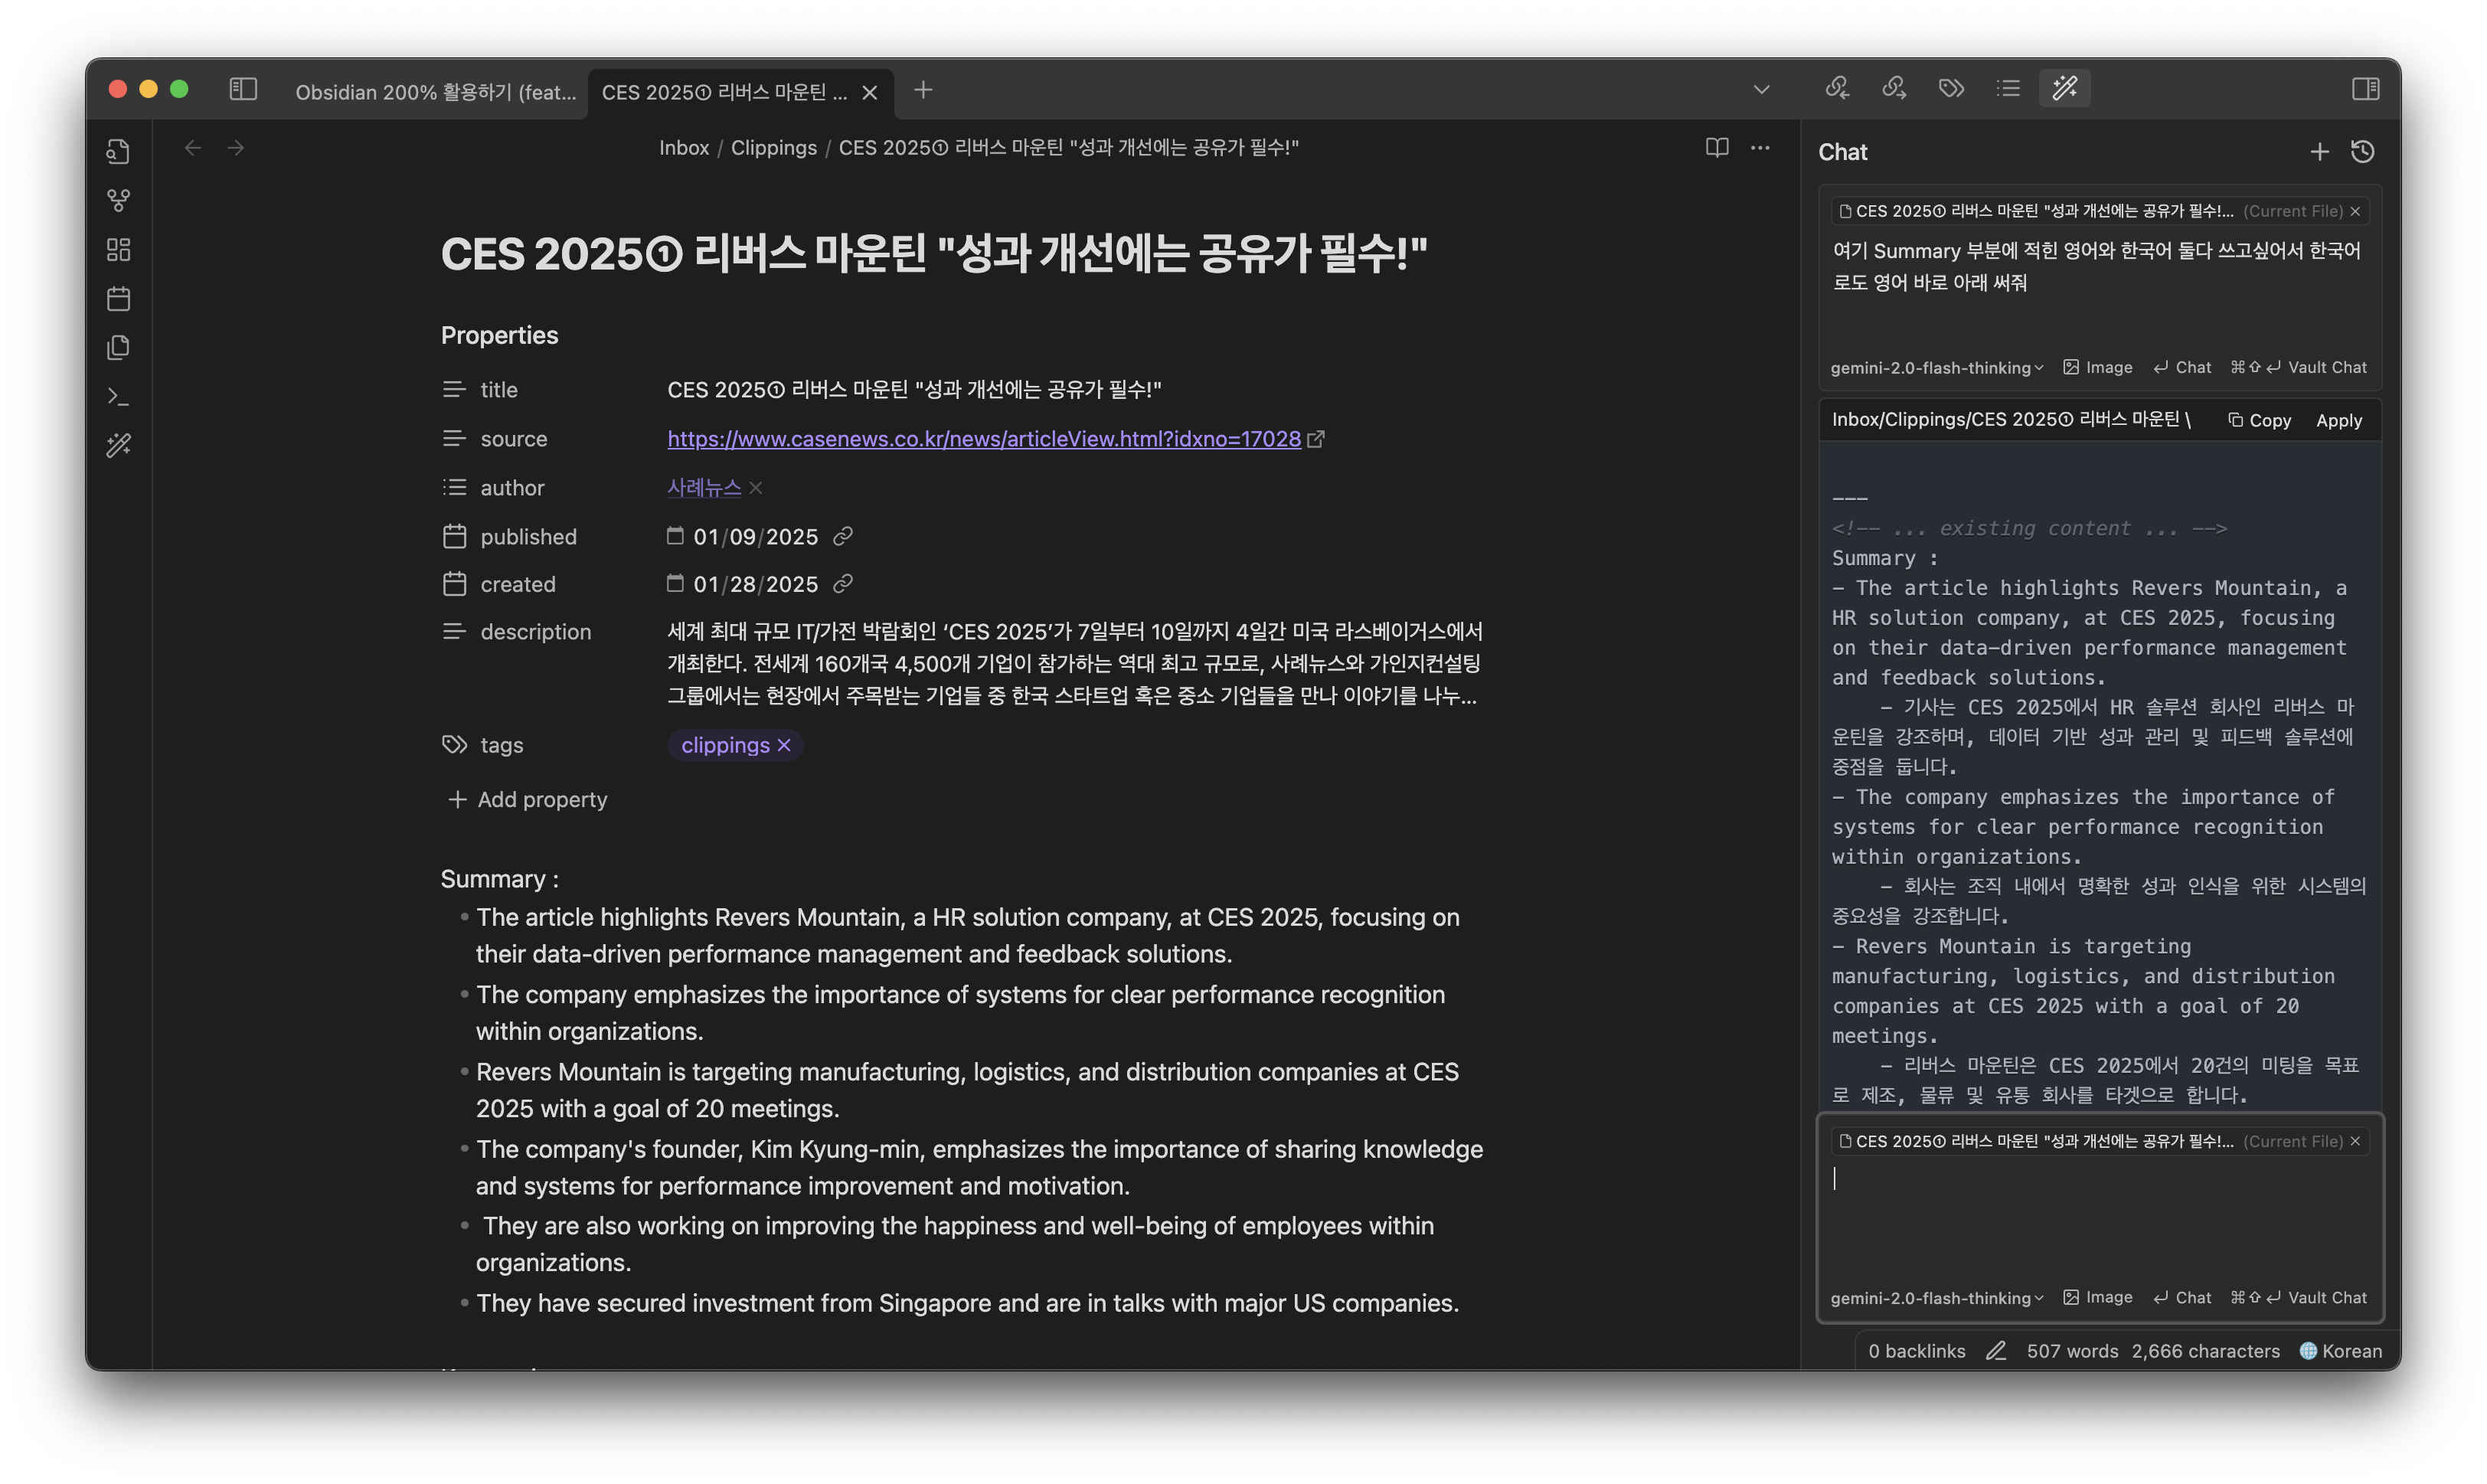 Obsidian 200% 활용하기 (feat...
CES 2025① 리버스 마운틴 ...
Inbox / Clippings / CES 2025① 리버스 마운틴 "성과 개선에는 공유가 필수!"
CES 2025① 리버스 마운틴 "성과 개선에는 공유가 필수!"
Properties
title CES 2025① 리버스 마운틴 "성과 개선에는 공유가 필수!"
source https://www.casenews.co.kr/news/articleView.html?idxno=17028
author 사례뉴스
published 01/09/2025
created 01/28/2025
description 세계 최대 규모 IT/가전 박람회인 ‘CES 2025’가 7일부터 10일까지 4일간 미국 라스베이거스에서
개최한다. 전세계 160개국 4,500개 기업이 참가하는 역대 최고 규모로, 사례뉴스와 가인지컨설팅
그룹에서는 현장에서 주목받는 기업들 중 한국 스타트업 혹은 중소 기업들을 만나 이야기를 나누...
tags clippings
Add property
Summary :
The article highlights Revers Mountain, a HR solution company, at CES 2025, focusing on
their data-driven performance management and feedback solutions.
The company emphasizes the importance of systems for clear performance recognition
within organizations.
Revers Mountain is targeting manufacturing, logistics, and distribution companies at CES
2025 with a goal of 20 meetings.
The company's founder, Kim Kyung-min, emphasizes the importance of sharing knowledge
and systems for performance improvement and motivation.
They are also working on improving the happiness and well-being of employees within
organizations.
They have secured investment from Singapore and are in talks with major US companies.
Chat
CES 2025① 리버스 마운틴 "성과 개선에는 공유가 필수!... (Current File)
여기 Summary 부분에 적힌 영어와 한국어 둘다 쓰고싶어서 한국어
로도 영어 바로 아래 써줘
gemini-2.0-flash-thinking Image Chat ⌘⇧↵ Vault Chat
Inbox/Clippings/CES 2025① 리버스 마운틴 \ Copy Apply
---
<!-- ... existing content ... -->
Summary :
- The article highlights Revers Mountain, a
HR solution company, at CES 2025, focusing
on their data-driven performance management
and feedback solutions.
- 기사는 CES 2025에서 HR 솔루션 회사인 리버스 마
운틴을 강조하며, 데이터 기반 성과 관리 및 피드백 솔루션에
중점을 둡니다.
- The company emphasizes the importance of
systems for clear performance recognition
within organizations.
- 회사는 조직 내에서 명확한 성과 인식을 위한 시스템의
중요성을 강조합니다.
- Revers Mountain is targeting
manufacturing, logistics, and distribution
companies at CES 2025 with a goal of 20
meetings.
- 리버스 마운틴은 CES 2025에서 20건의 미팅을 목표
로 제조, 물류 및 유통 회사를 타겟으로 합니다.
CES 2025① 리버스 마운틴 "성과 개선에는 공유가 필수!... (Current File)
gemini-2.0-flash-thinking Image Chat ⌘⇧↵ Vault Chat
0 backlinks 507 words 2,666 characters Korean